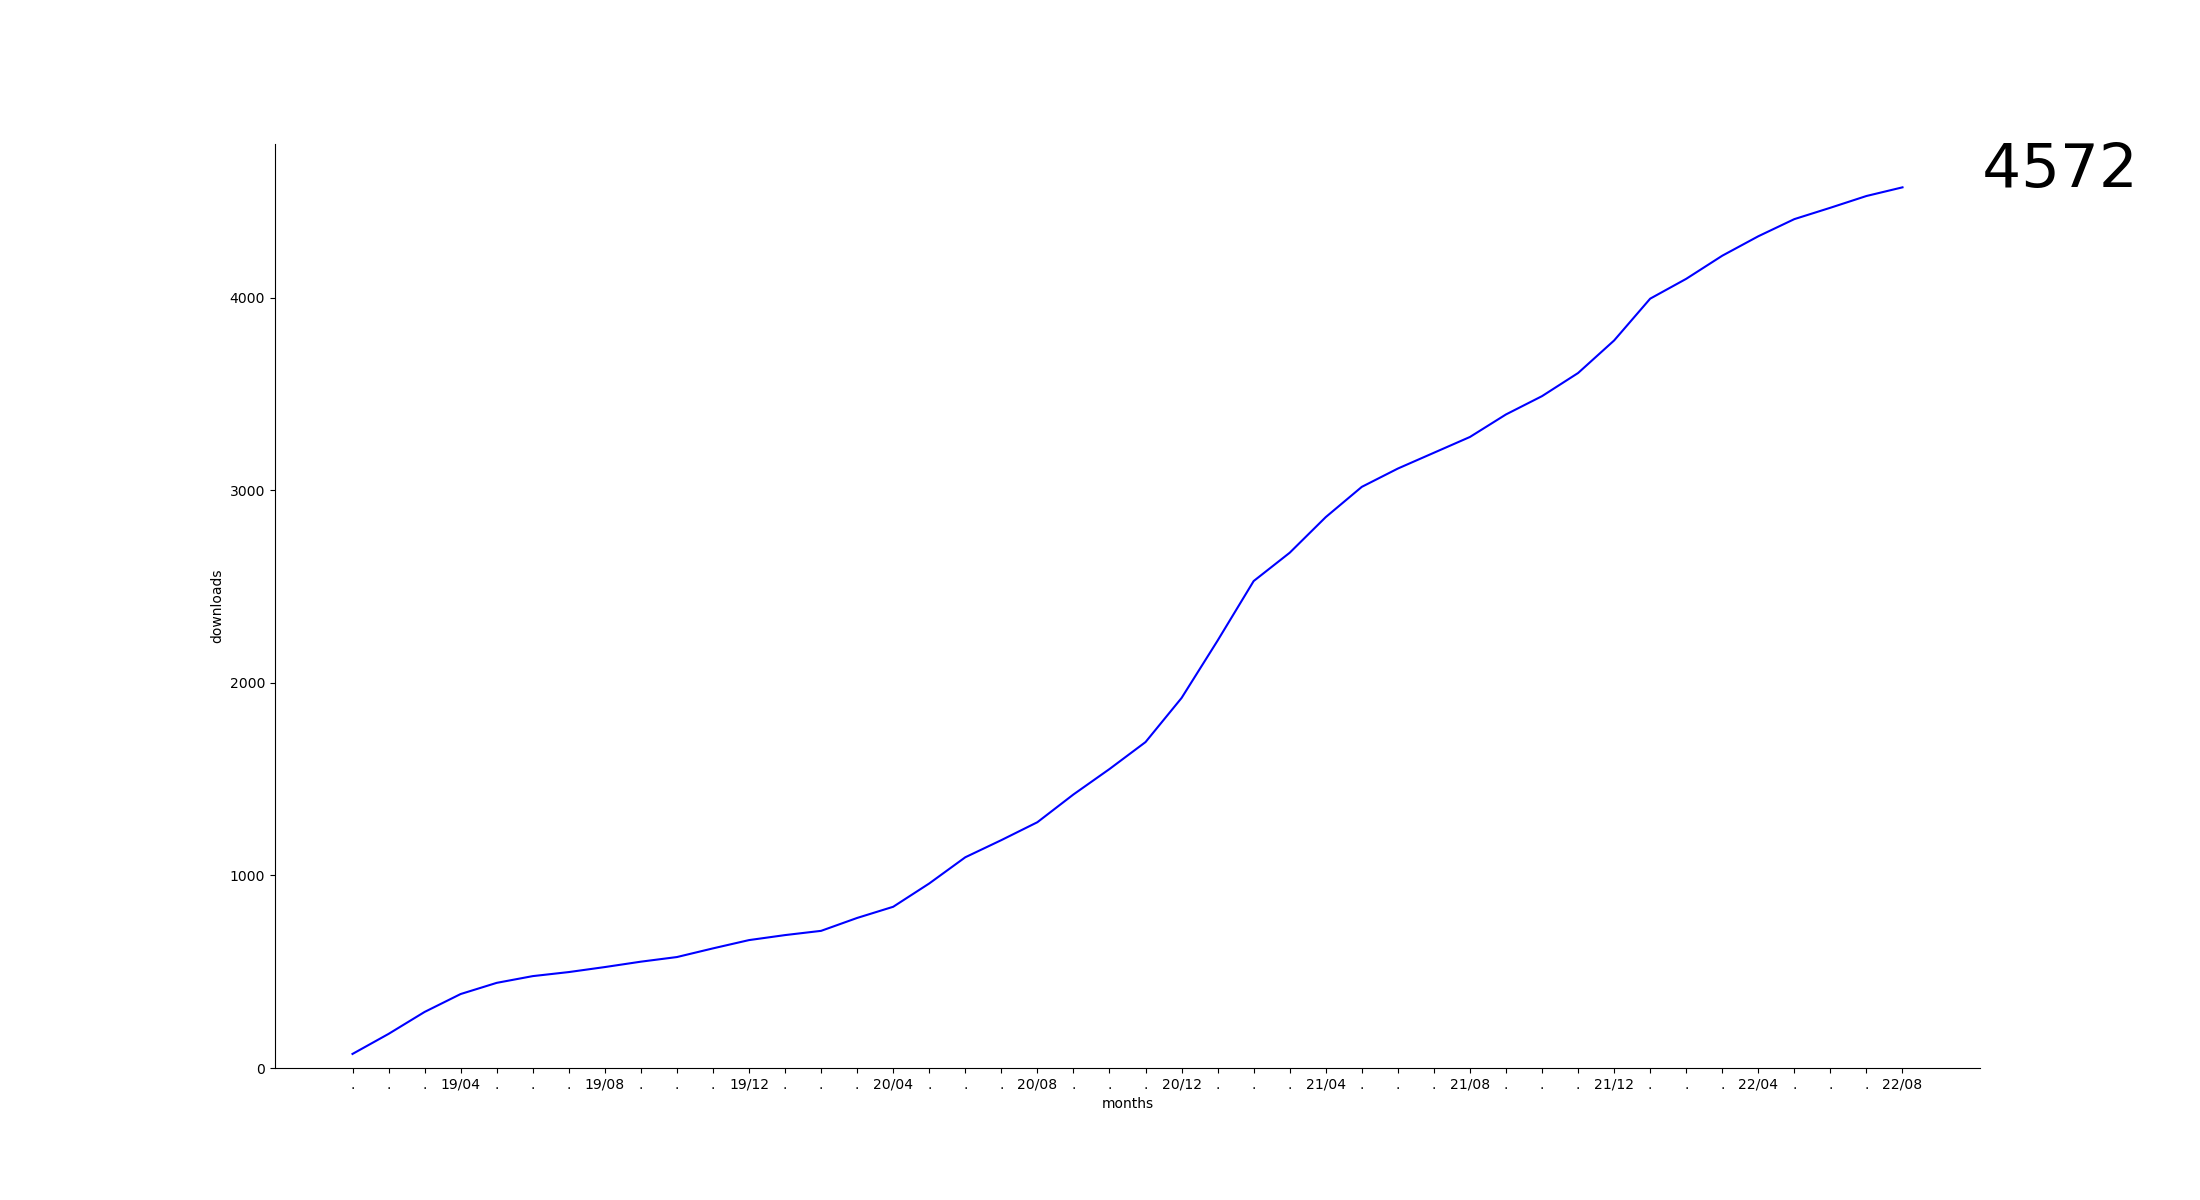 4572
4000
3000
2000
1000
0
downloads
. . . 19/04 . . . 19/08 . . . 19/12 . . . 20/04 . . . 20/08 . . . 20/12 . . . 21/04 . . . 21/08 . . . 21/12 . . . 22/04 . . . 22/08
months